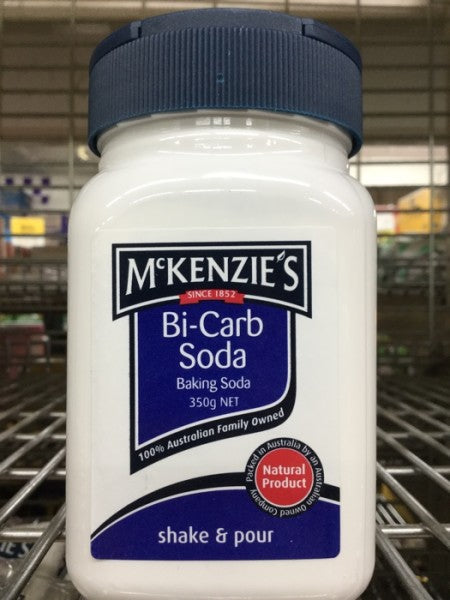 McKENZIE'S
SINCE 1852
Bi-Carb
Soda
Baking Soda
350g NET
100% Australian Family Owned
Packed in Australia by an Australian Owned Company
Natural
Product
shake & pour